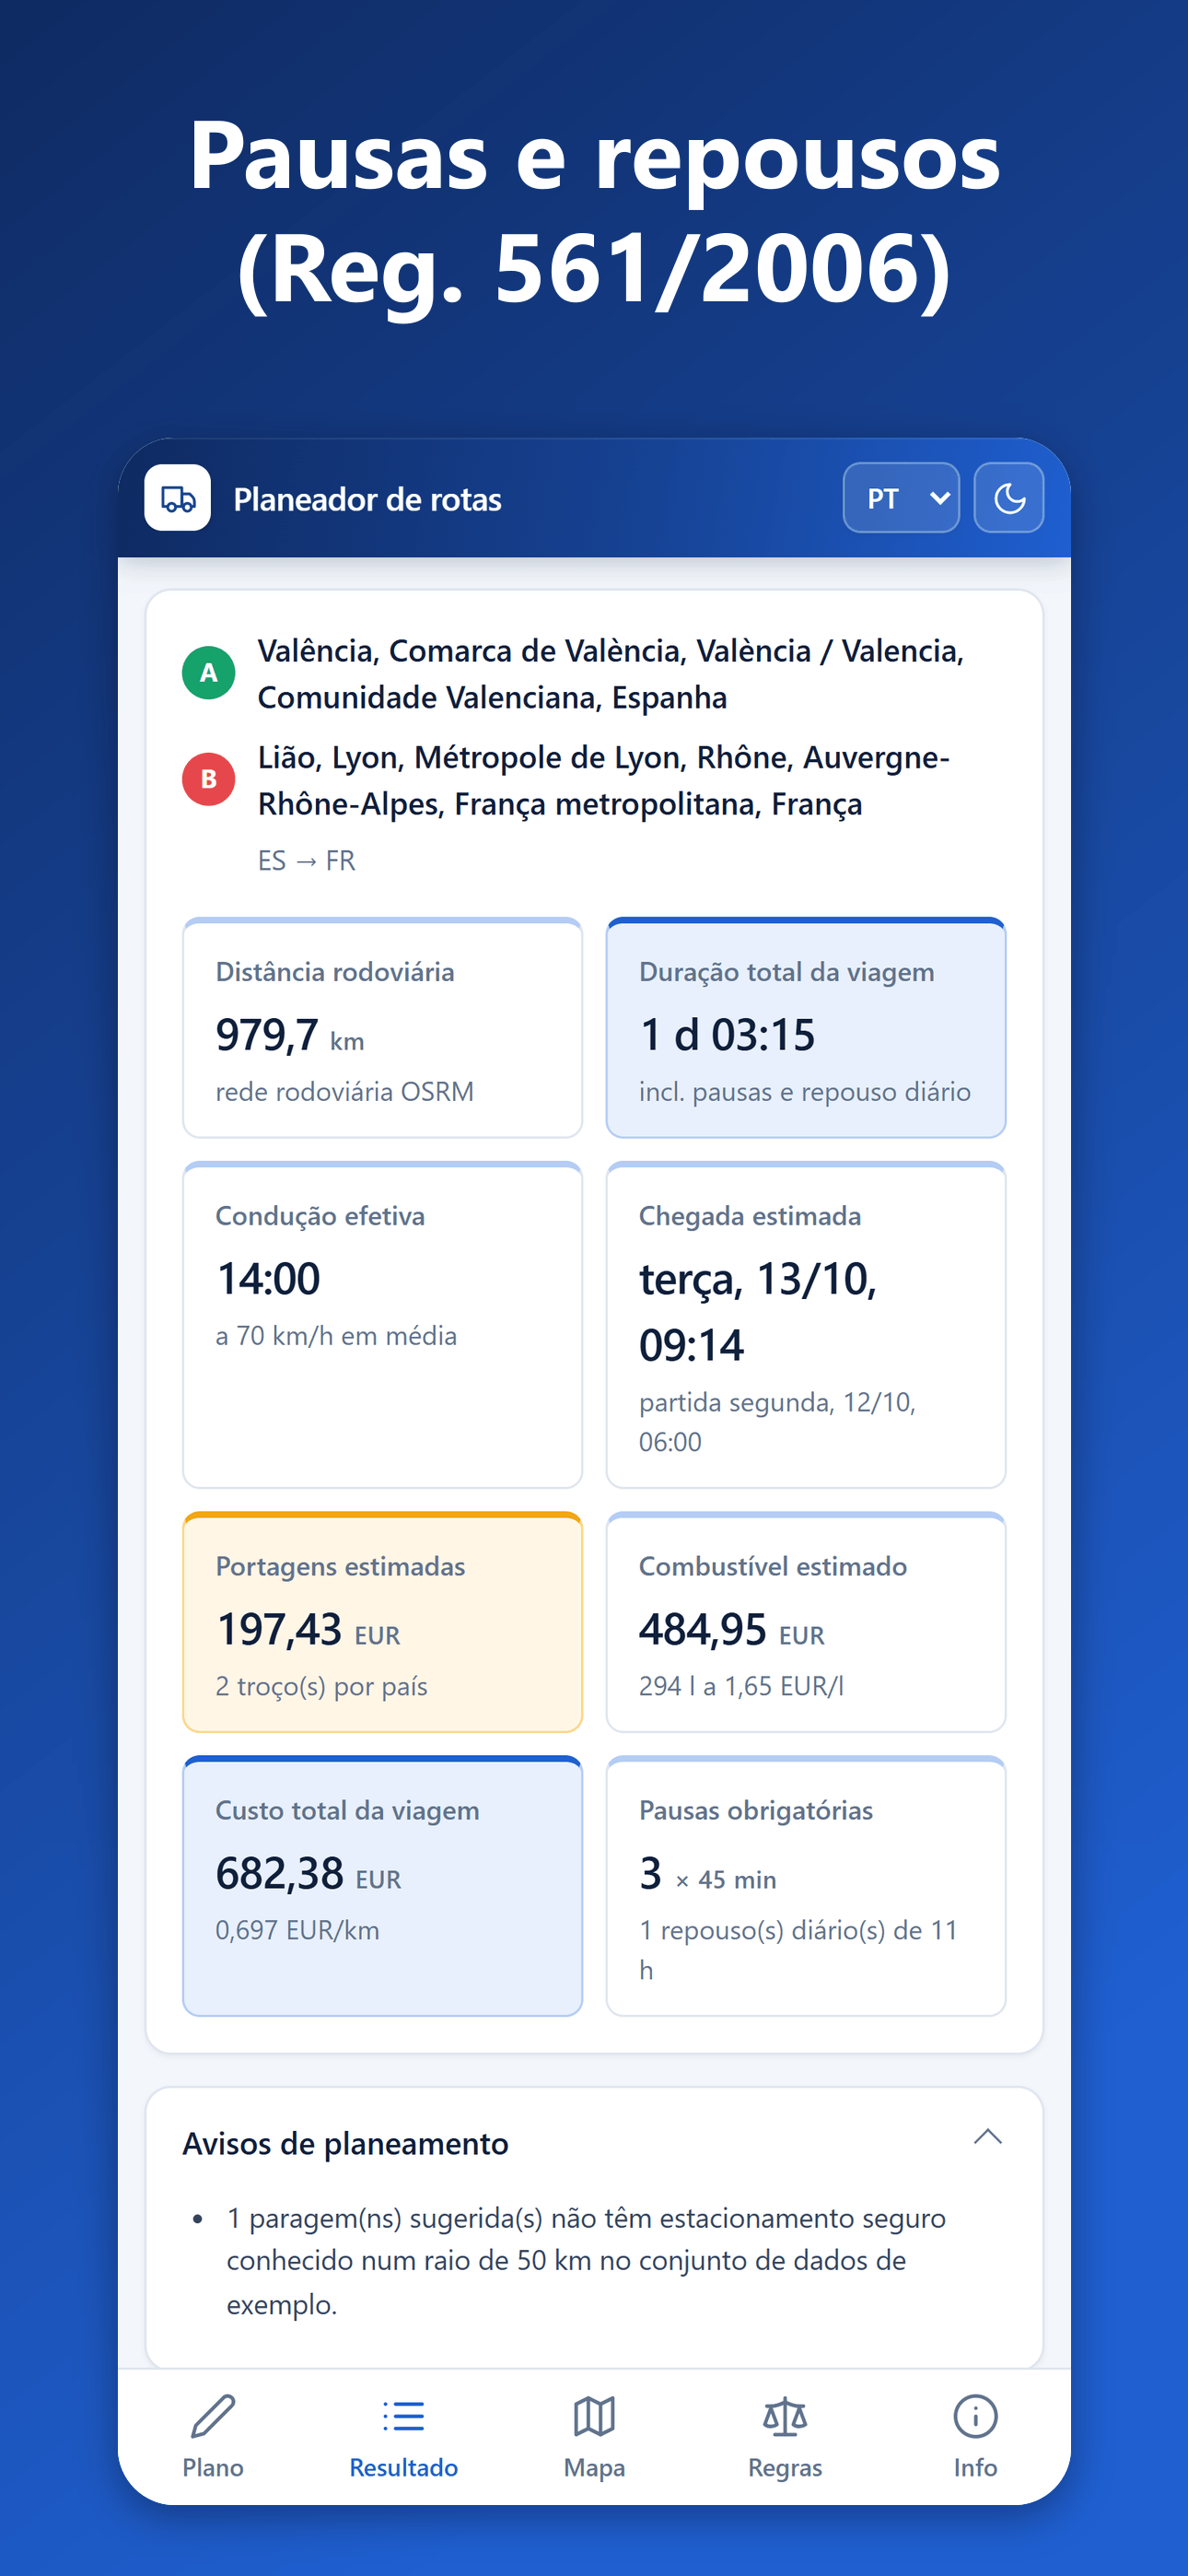 Pausas e repousos
(Reg. 561/2006)
Planeador de rotas
PT
A
Valência, Comarca de València, València / Valencia,
Comunidade Valenciana, Espanha
B
Lião, Lyon, Métropole de Lyon, Rhône, Auvergne-
Rhône-Alpes, França metropolitana, França
ES → FR
Distância rodoviária
979,7 km
rede rodoviária OSRM
Duração total da viagem
1 d 03:15
incl. pausas e repouso diário
Condução efetiva
14:00
a 70 km/h em média
Chegada estimada
terça, 13/10,
09:14
partida segunda, 12/10,
06:00
Portagens estimadas
197,43 EUR
2 troço(s) por país
Combustível estimado
484,95 EUR
294 l a 1,65 EUR/l
Custo total da viagem
682,38 EUR
0,697 EUR/km
Pausas obrigatórias
3 × 45 min
1 repouso(s) diário(s) de 11
h
Avisos de planeamento
• 1 paragem(ns) sugerida(s) não têm estacionamento seguro
conhecido num raio de 50 km no conjunto de dados de
exemplo.
Plano
Resultado
Mapa
Regras
Info